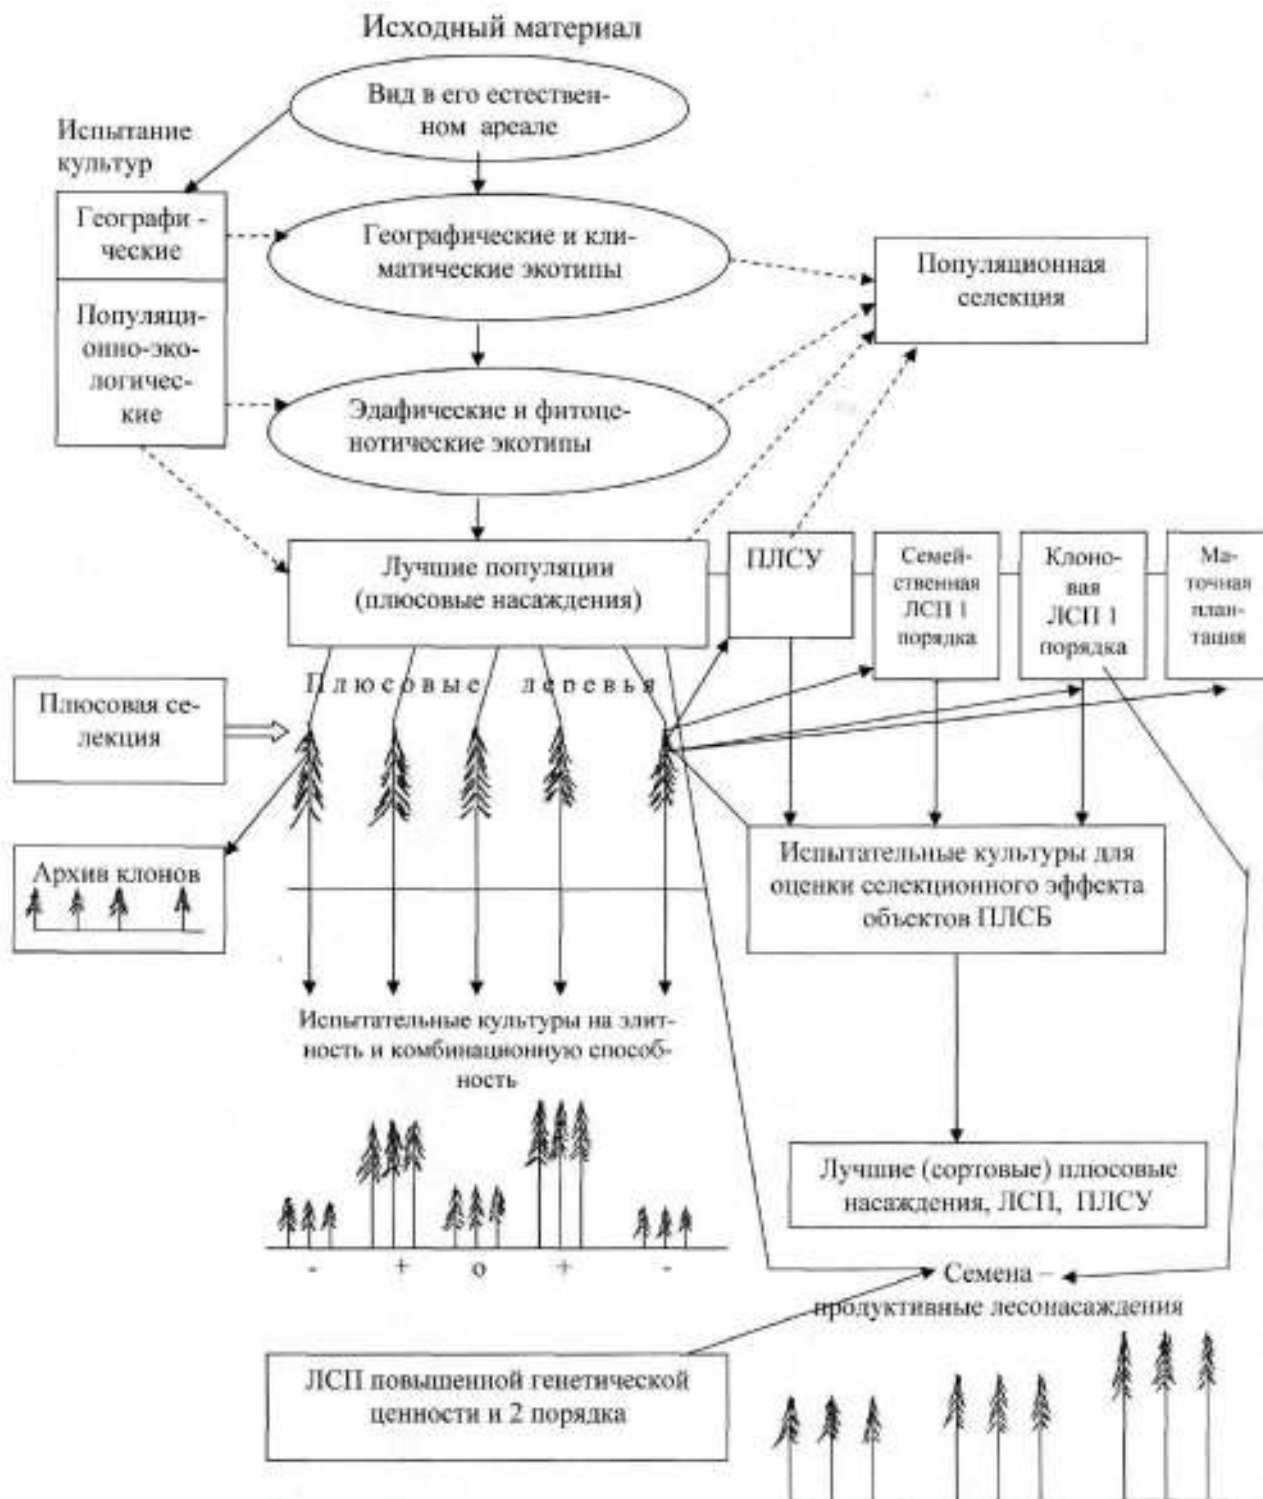 Исходный материал
Вид в его естествен-
ном ареале
Испытание
культур
Географи -
ческие
Географические и кли-
матические экотипы
Популяционная
селекция
Популяци-
онно-эко-
логичес-
кие
Эдафические и фитоце-
нотические экотипы
Лучшие популяции
(плюсовые насаждения)
ПЛСУ
Семей-
ственная
ЛСП 1
порядка
Клоно-
вая
ЛСП 1
порядка
Ма-
точная
план-
тация
Плюсовые деревья
Плюсовая се-
лекция
Архив клонов
Испытательные культуры для
оценки селекционного эффекта
объектов ПЛСБ
Испытательные культуры на элит-
ность и комбинационную способ-
ность
- + о + -
Лучшие (сортовые) плюсовые
насаждения, ЛСП, ПЛСУ
Семена –
продуктивные лесонасаждения
ЛСП повышенной генетической
ценности и 2 порядка